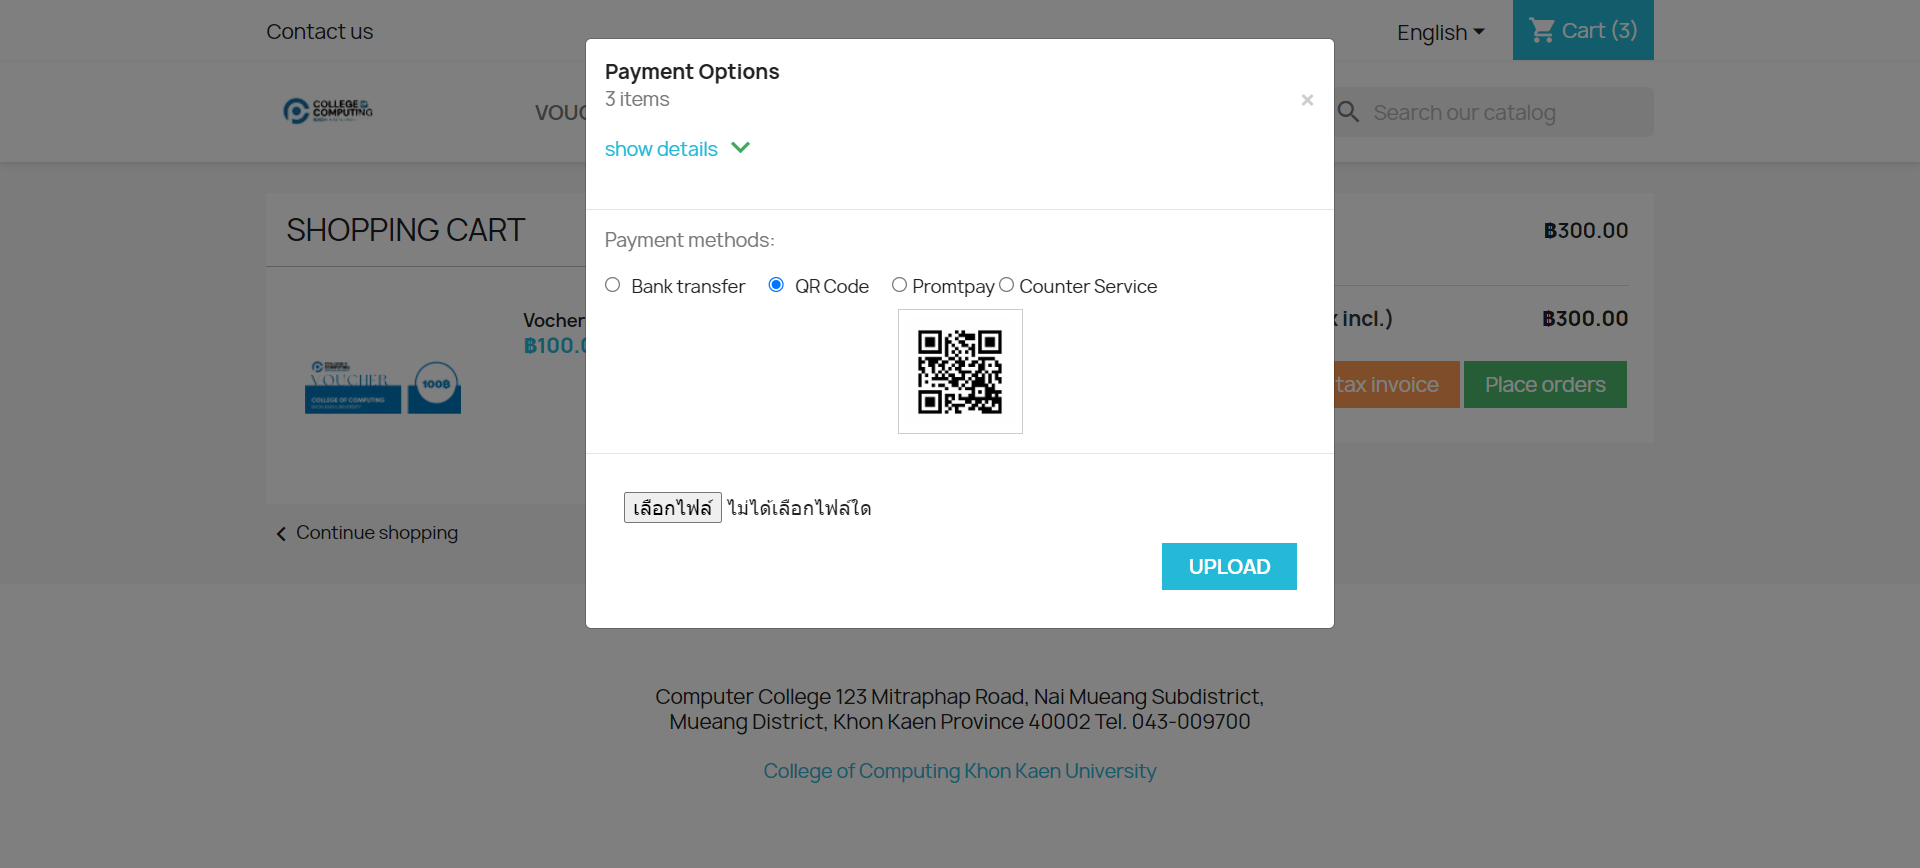 Contact us
English
Cart (3)
COLLEGE OF
COMPUTING
VOUC
Search our catalog
Payment Options
3 items
×
show details
SHOPPING CART
Vocher
฿100.0
VOUCHER
COLLEGE OF COMPUTING
100฿
Continue shopping
Payment methods:
Bank transfer
QR Code
Promtpay
Counter Service
เลือกไฟล์ ไม่ได้เลือกไฟล์ใด
UPLOAD
฿300.00
x incl.)
฿300.00
tax invoice
Place orders
Computer College 123 Mitraphap Road, Nai Mueang Subdistrict,
Mueang District, Khon Kaen Province 40002 Tel. 043-009700
College of Computing Khon Kaen University